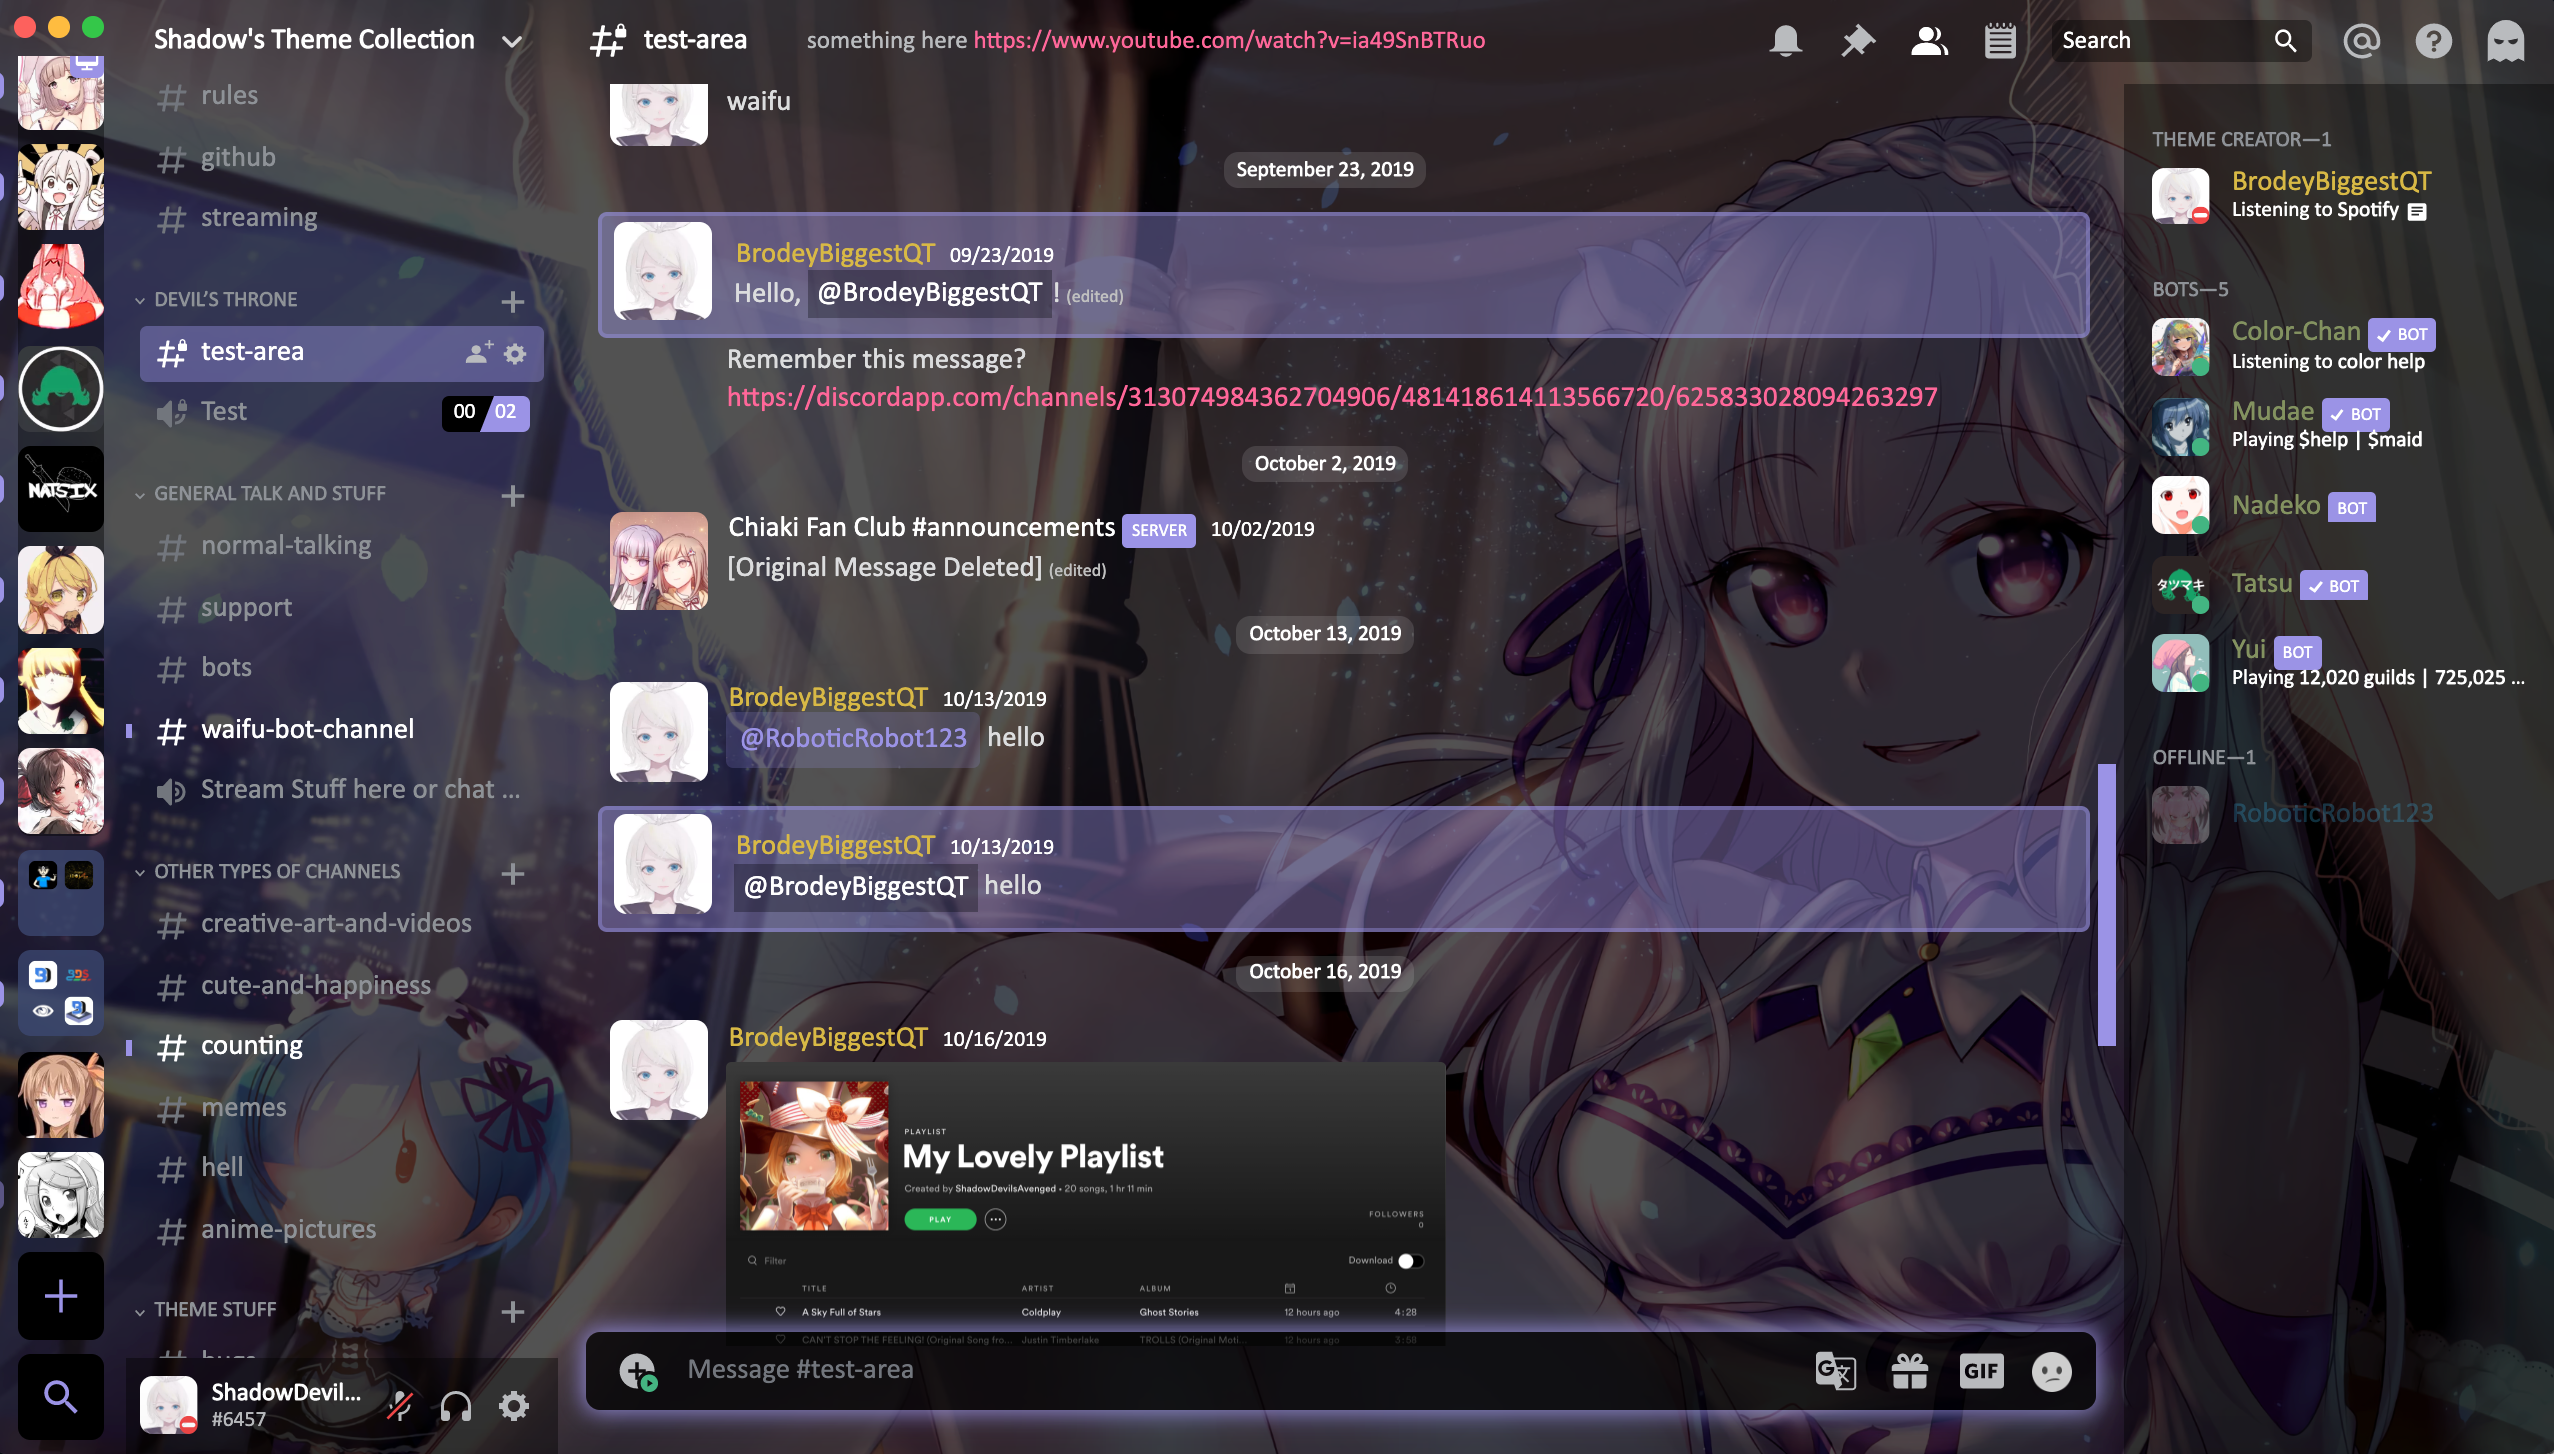 Shadow's Theme Collection
rules
github
streaming
DEVIL'S THRONE
test-area
Test
00 02
GENERAL TALK AND STUFF
normal-talking
support
bots
waifu-bot-channel
Stream Stuff here or chat ...
OTHER TYPES OF CHANNELS
creative-art-and-videos
cute-and-happiness
counting
memes
hell
anime-pictures
THEME STUFF
NATSIX
ShadowDevil...
#6457
test-area
something here https://www.youtube.com/watch?v=ia49SnBTRuo
Search
waifu
September 23, 2019
BrodeyBiggestQT 09/23/2019
Hello, @BrodeyBiggestQT ! (edited)
Remember this message?
https://discordapp.com/channels/313074984362704906/481418614113566720/625833028094263297
October 2, 2019
Chiaki Fan Club #announcements SERVER 10/02/2019
[Original Message Deleted] (edited)
October 13, 2019
BrodeyBiggestQT 10/13/2019
@RoboticRobot123 hello
BrodeyBiggestQT 10/13/2019
@BrodeyBiggestQT hello
October 16, 2019
BrodeyBiggestQT 10/16/2019
PLAYLIST
My Lovely Playlist
Created by ShadowDevilsAvenged • 20 songs, 1 hr 11 min
PLAY
FOLLOWERS
0
Filter
Download
TITLE ARTIST ALBUM
A Sky Full of Stars Coldplay Ghost Stories 12 hours ago 4:28
CAN'T STOP THE FEELING! (Original Song fro... Justin Timberlake TROLLS (Original Moti... 12 hours ago 3:58
Message #test-area
GIF
THEME CREATOR—1
BrodeyBiggestQT
Listening to Spotify
BOTS—5
Color-Chan BOT
Listening to color help
Mudae BOT
Playing $help | $maid
Nadeko BOT
タツマキ
Tatsu BOT
Yui BOT
Playing 12,020 guilds | 725,025 ...
OFFLINE—1
RoboticRobot123